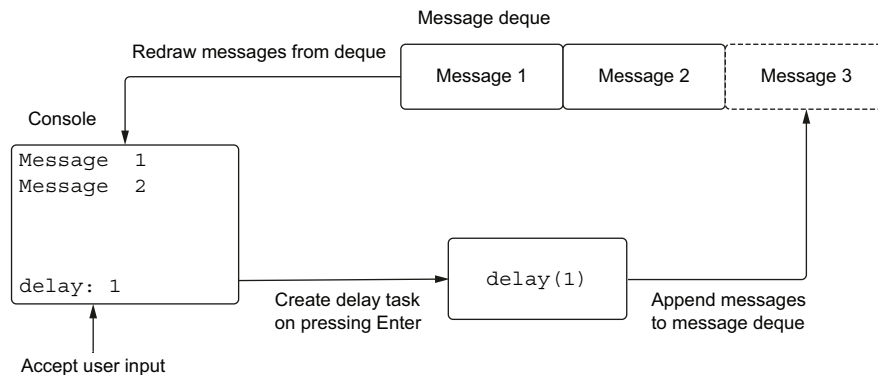 Message deque
Redraw messages from deque
Message 1
Message 2
Message 3
Console
Message  1
Message  2
delay: 1
delay(1)
Create delay task
on pressing Enter
Append messages
to message deque
Accept user input